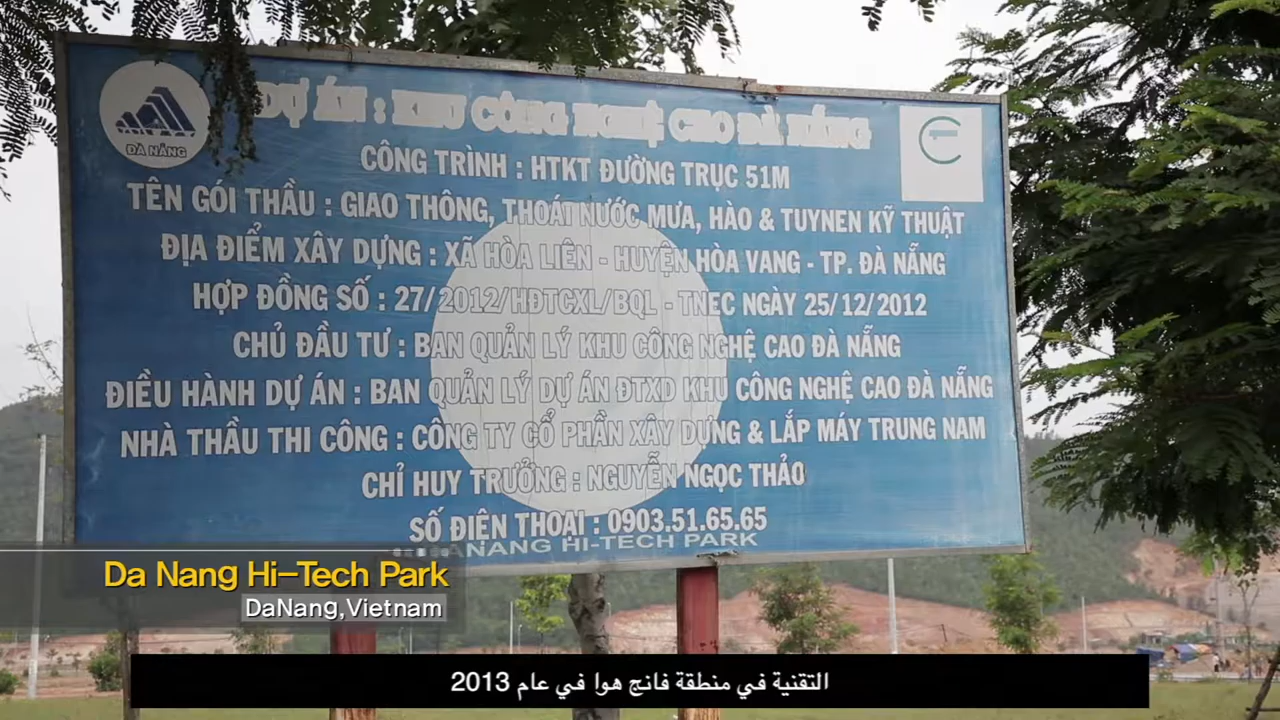 ĐÀ NẴNG
DỰ ÁN : KHU CÔNG NGHỆ CAO ĐÀ NẴNG
CÔNG TRÌNH : HTKT ĐƯỜNG TRỤC 51M
TÊN GÓI THẦU : GIAO THÔNG, THOÁT NƯỚC MƯA, HÀO & TUYNEN KỸ THUẬT
ĐỊA ĐIỂM XÂY DỰNG : XÃ HÒA LIÊN - HUYỆN HÒA VANG - TP. ĐÀ NẴNG
HỢP ĐỒNG SỐ : 27/2012/HĐTCXL/BQL - TNEC NGÀY 25/12/2012
CHỦ ĐẦU TƯ : BAN QUẢN LÝ KHU CÔNG NGHỆ CAO ĐÀ NẴNG
ĐIỀU HÀNH DỰ ÁN : BAN QUẢN LÝ DỰ ÁN ĐTXD KHU CÔNG NGHỆ CAO ĐÀ NẴNG
NHÀ THẦU THI CÔNG : CÔNG TY CỔ PHẦN XÂY DỰNG & LẮP MÁY TRUNG NAM
CHỈ HUY TRƯỞNG : NGUYỄN NGỌC THẢO
SỐ ĐIỆN THOẠI : 0903.51.65.65
DANANG HI-TECH PARK
Da Nang Hi-Tech Park
DaNang,Vietnam
التقنية في منطقة فانج هوا في عام 2013